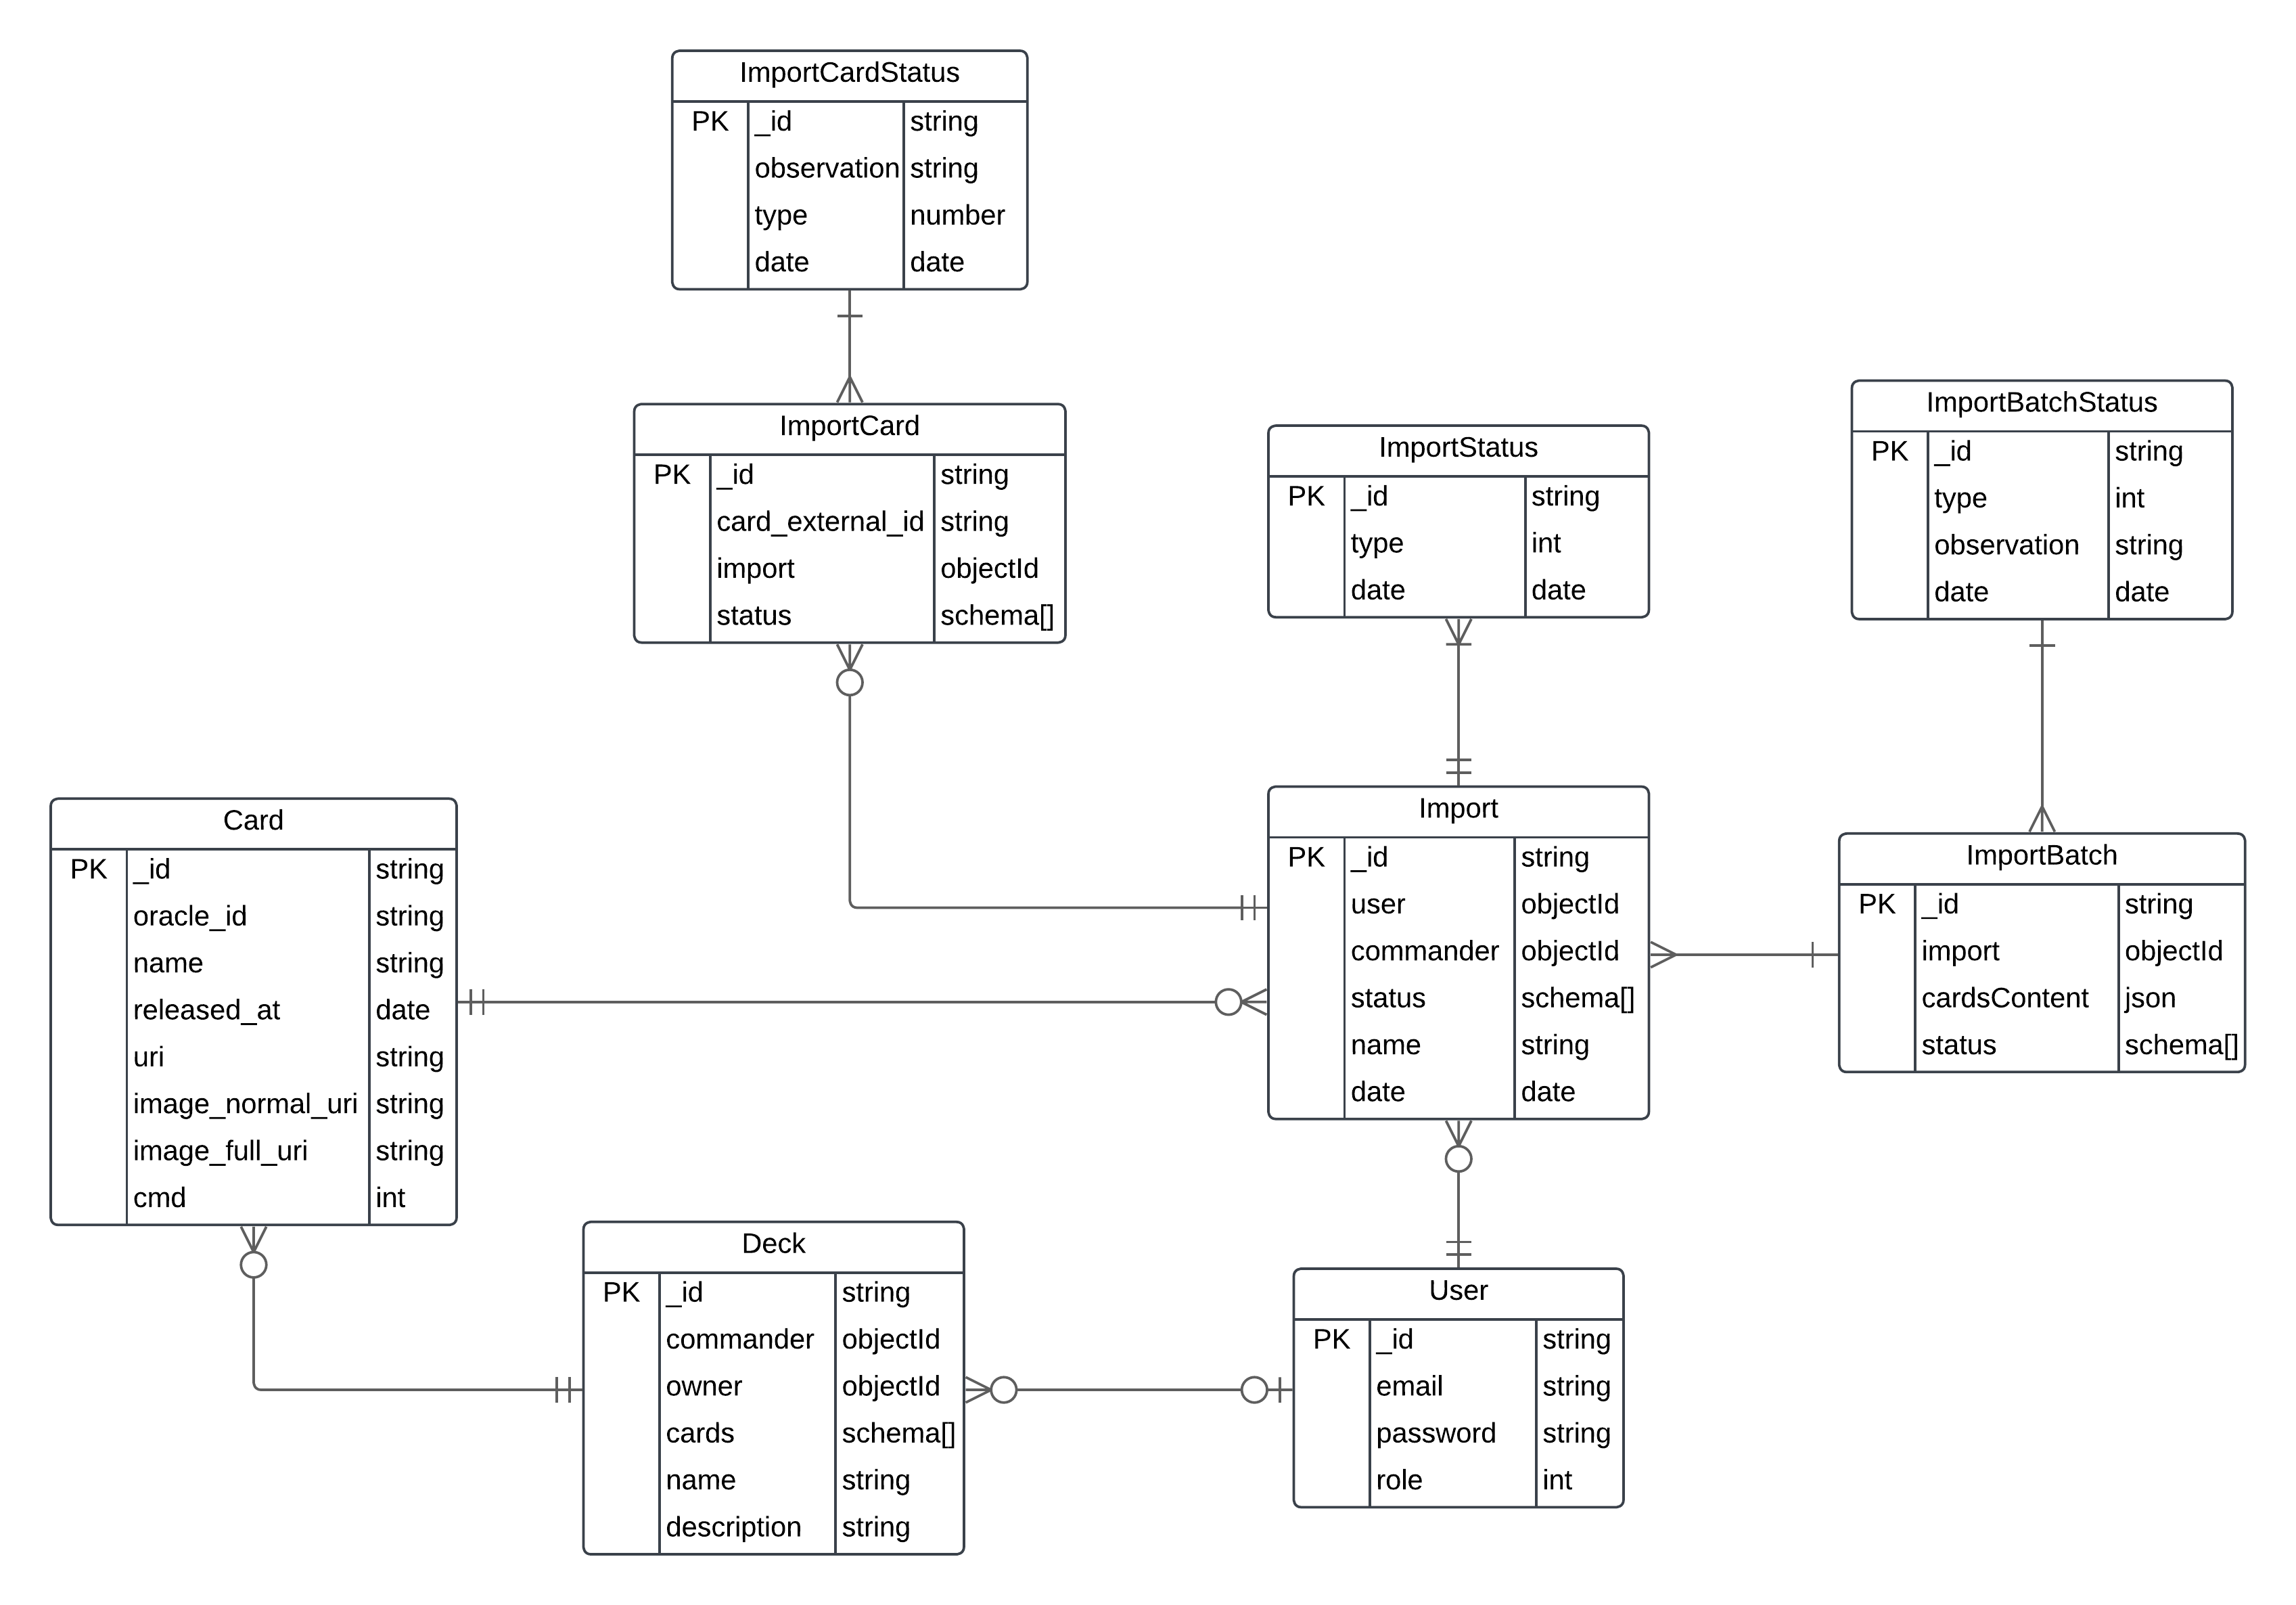 ImportCardStatus
PK _id string
observation string
type number
date date
ImportCard
PK _id string
card_external_id string
import objectId
status schema[]
ImportStatus
PK _id string
type int
date date
ImportBatchStatus
PK _id string
type int
observation string
date date
Card
PK _id string
oracle_id string
name string
released_at date
uri string
image_normal_uri string
image_full_uri string
cmd int
Import
PK _id string
user objectId
commander objectId
status schema[]
name string
date date
ImportBatch
PK _id string
import objectId
cardsContent json
status schema[]
Deck
PK _id string
commander objectId
owner objectId
cards schema[]
name string
description string
User
PK _id string
email string
password string
role int